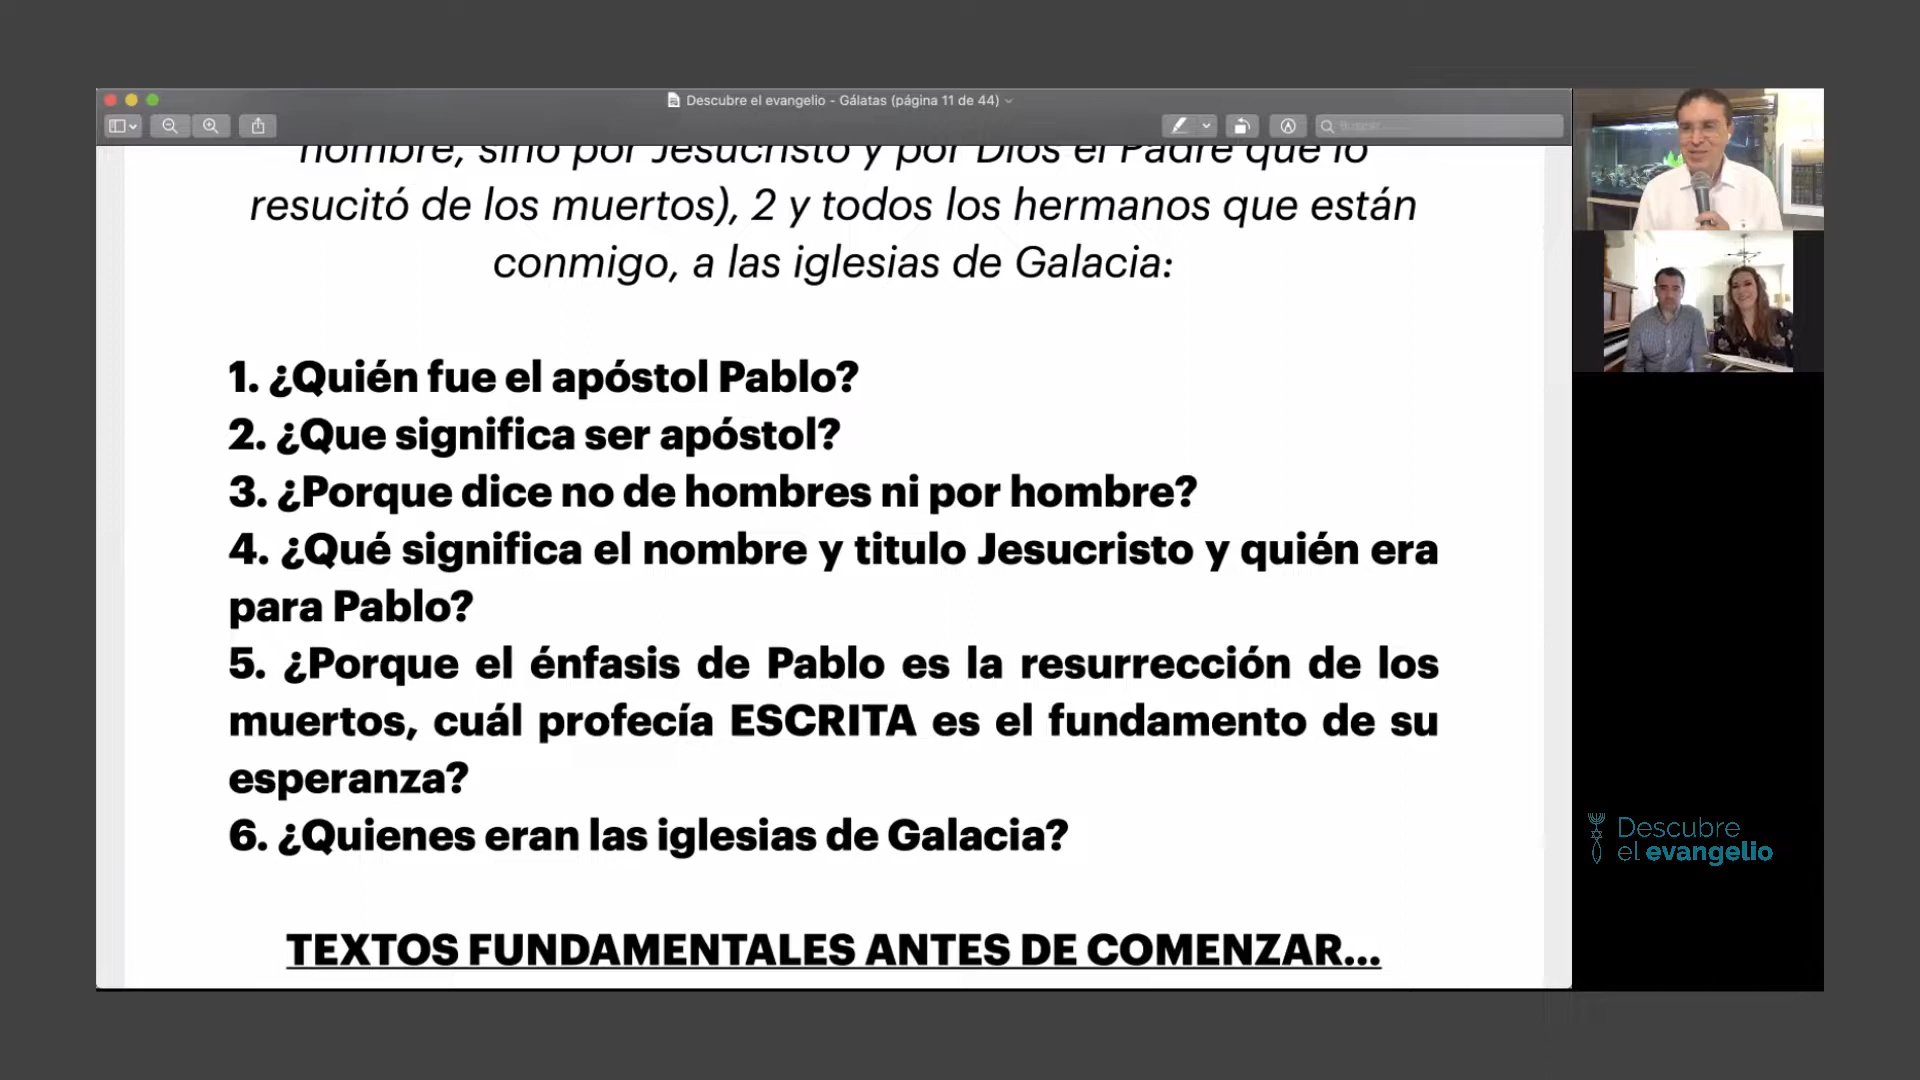 Descubre el evangelio - Gálatas (página 11 de 44)
Buscar
nombre, sino por Jesucristo y por Dios el Padre que lo
resucitó de los muertos), 2 y todos los hermanos que están
conmigo, a las iglesias de Galacia:
1. ¿Quién fue el apóstol Pablo?
2. ¿Que significa ser apóstol?
3. ¿Porque dice no de hombres ni por hombre?
4. ¿Qué significa el nombre y titulo Jesucristo y quién era
para Pablo?
5. ¿Porque el énfasis de Pablo es la resurrección de los
muertos, cuál profecía ESCRITA es el fundamento de su
esperanza?
6. ¿Quienes eran las iglesias de Galacia?
TEXTOS FUNDAMENTALES ANTES DE COMENZAR...
Descubre
el evangelio